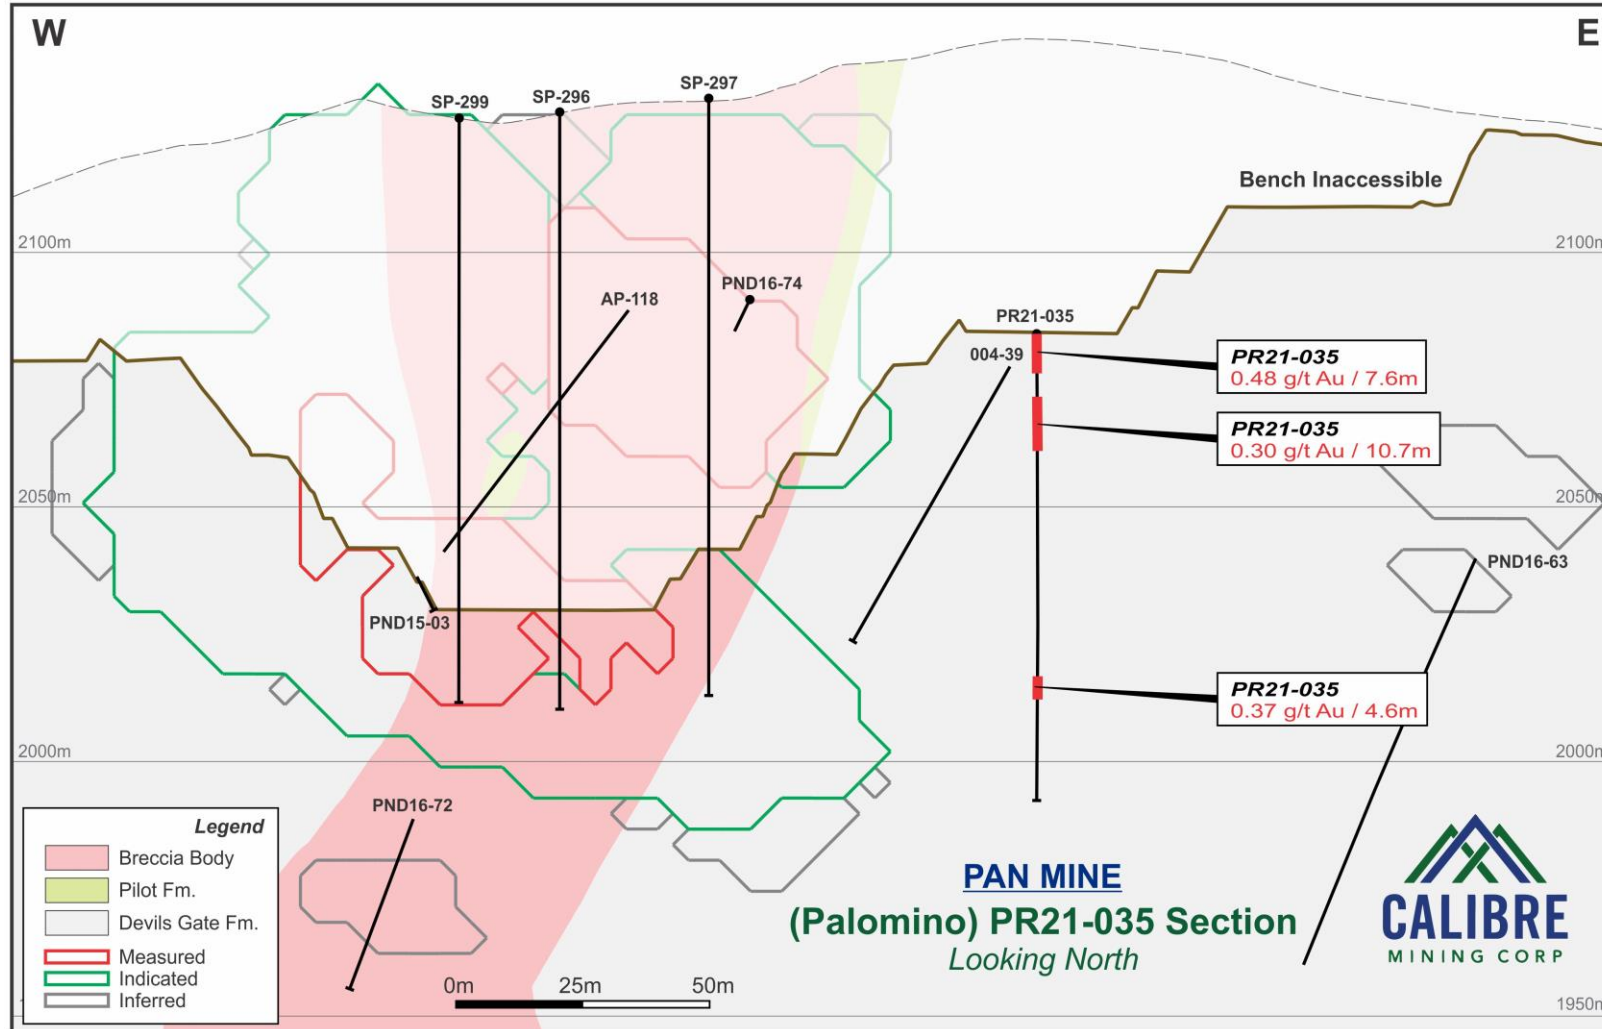 W
E
SP-299
SP-296
SP-297
Bench Inaccessible
2100m
2100m
AP-118
PND16-74
PR21-035
004-39
PR21-035
0.48 g/t Au / 7.6m
PR21-035
0.30 g/t Au / 10.7m
2050m
2050m
PND16-63
PND15-03
PR21-035
0.37 g/t Au / 4.6m
2000m
2000m
PND16-72
Legend
Breccia Body
Pilot Fm.
Devils Gate Fm.
Measured
Indicated
Inferred
0m 25m 50m
PAN MINE
(Palomino) PR21-035 Section
Looking North
CALIBRE
MINING CORP
1950m